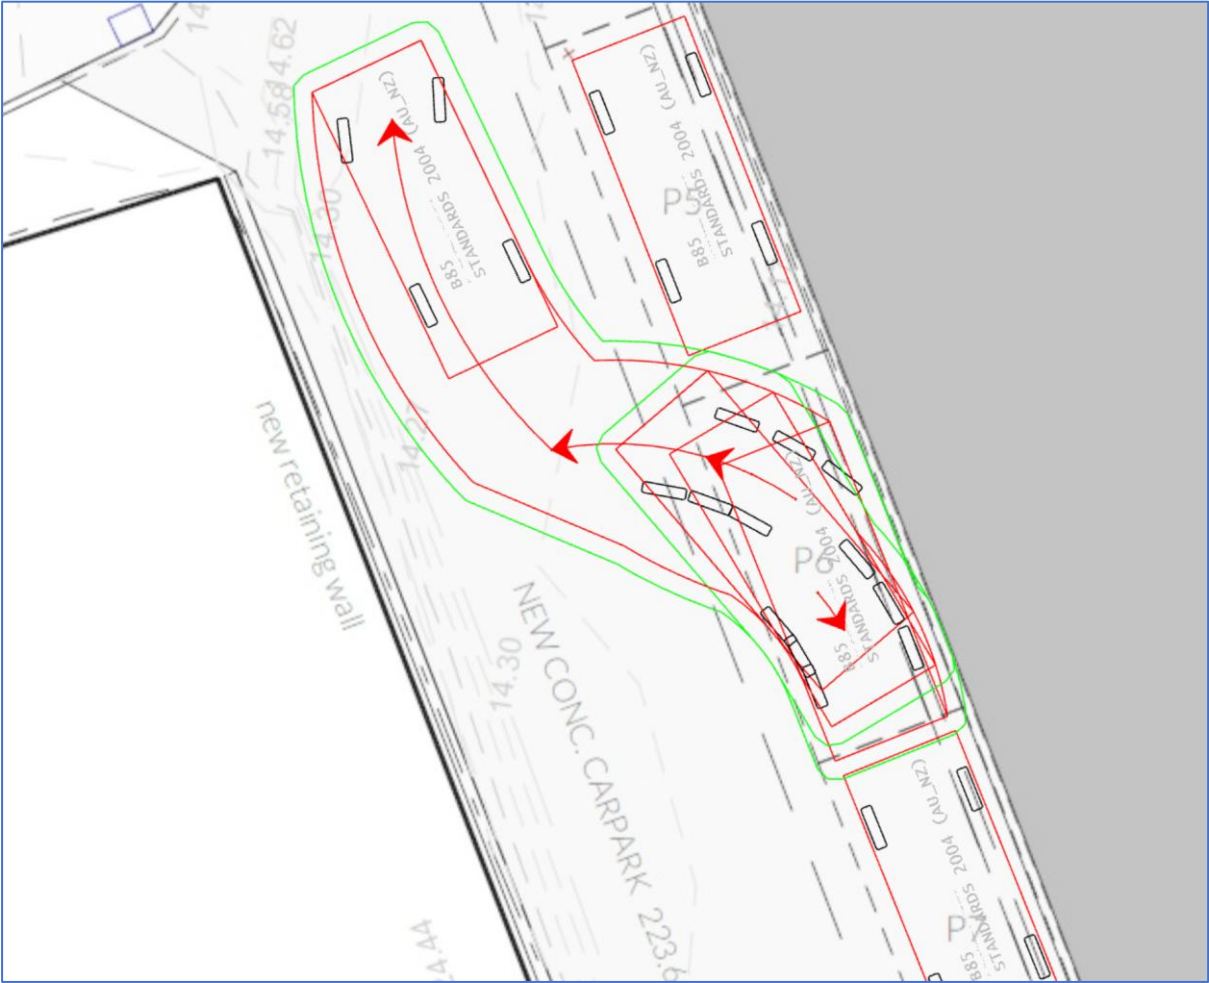 14.62
14.58
14.30
14.27
14.30
14.44
new retaining wall
NEW CONC. CARPARK 223.6
B85
STANDARDS 2004 (AU_NZ)
P5
B85
STANDARDS 2004 (AU_NZ)
P6
B85
STANDARDS 2004 (AU_NZ)
P
B85
STANDARDS 2004 (AU_NZ)